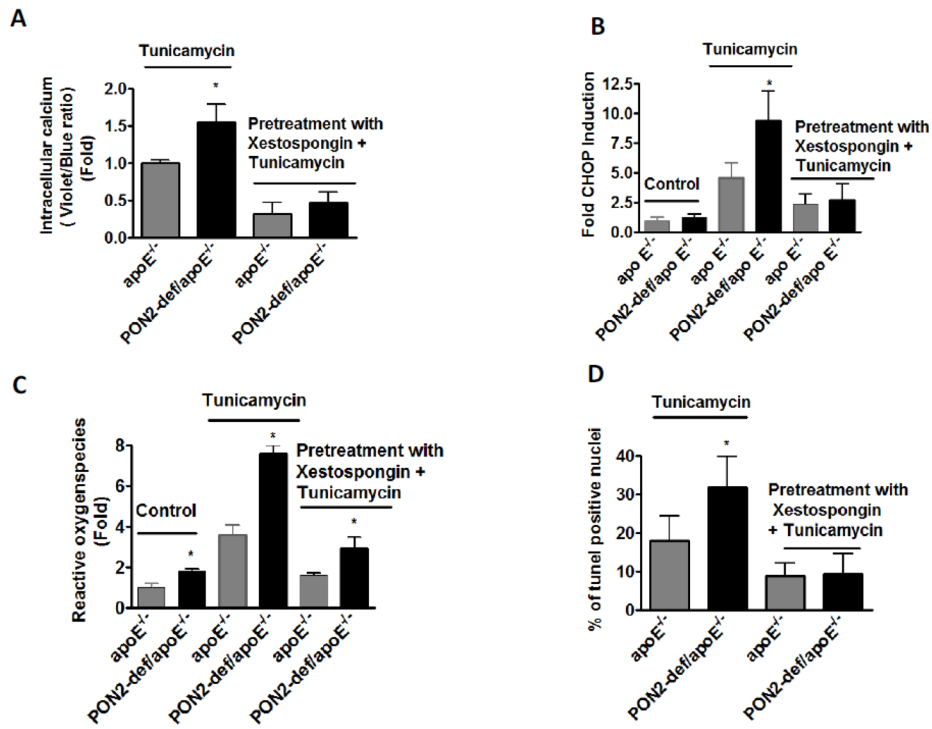 A
Tunicamycin
*
Intracellular calcium
( Violet/Blue ratio)
(Fold)
2.0
1.5
1.0
0.5
0.0
Pretreatment with
Xestospongin +
Tunicamycin
apoE-/-
PON2-def/apoE-/-
apoE-/-
PON2-def/apoE-/-
B
Tunicamycin
*
Fold CHOP Induction
12.5
10.0
7.5
5.0
2.5
0.0
Control
Pretreatment with
Xestospongin +
Tunicamycin
apo E-/-
PON2-def/apo E-/-
apo E-/-
PON2-def/apo E-/-
apo E-/-
PON2-def/apo E-/-
C
Tunicamycin
*
Reactive oxygenspecies
(Fold)
8
6
4
2
0
Control
*
Pretreatment with
Xestospongin +
Tunicamycin
*
apoE-/-
PON2-def/apoE-/-
apoE-/-
PON2-def/apoE-/-
apoE-/-
PON2-def/apoE-/-
D
Tunicamycin
*
% of tunel positive nuclei
40
30
20
10
0
Pretreatment with
Xestospongin
+ Tunicamycin
apoE-/-
PON2-def/apoE-/-
apoE-/-
PON2-def/apoE-/-